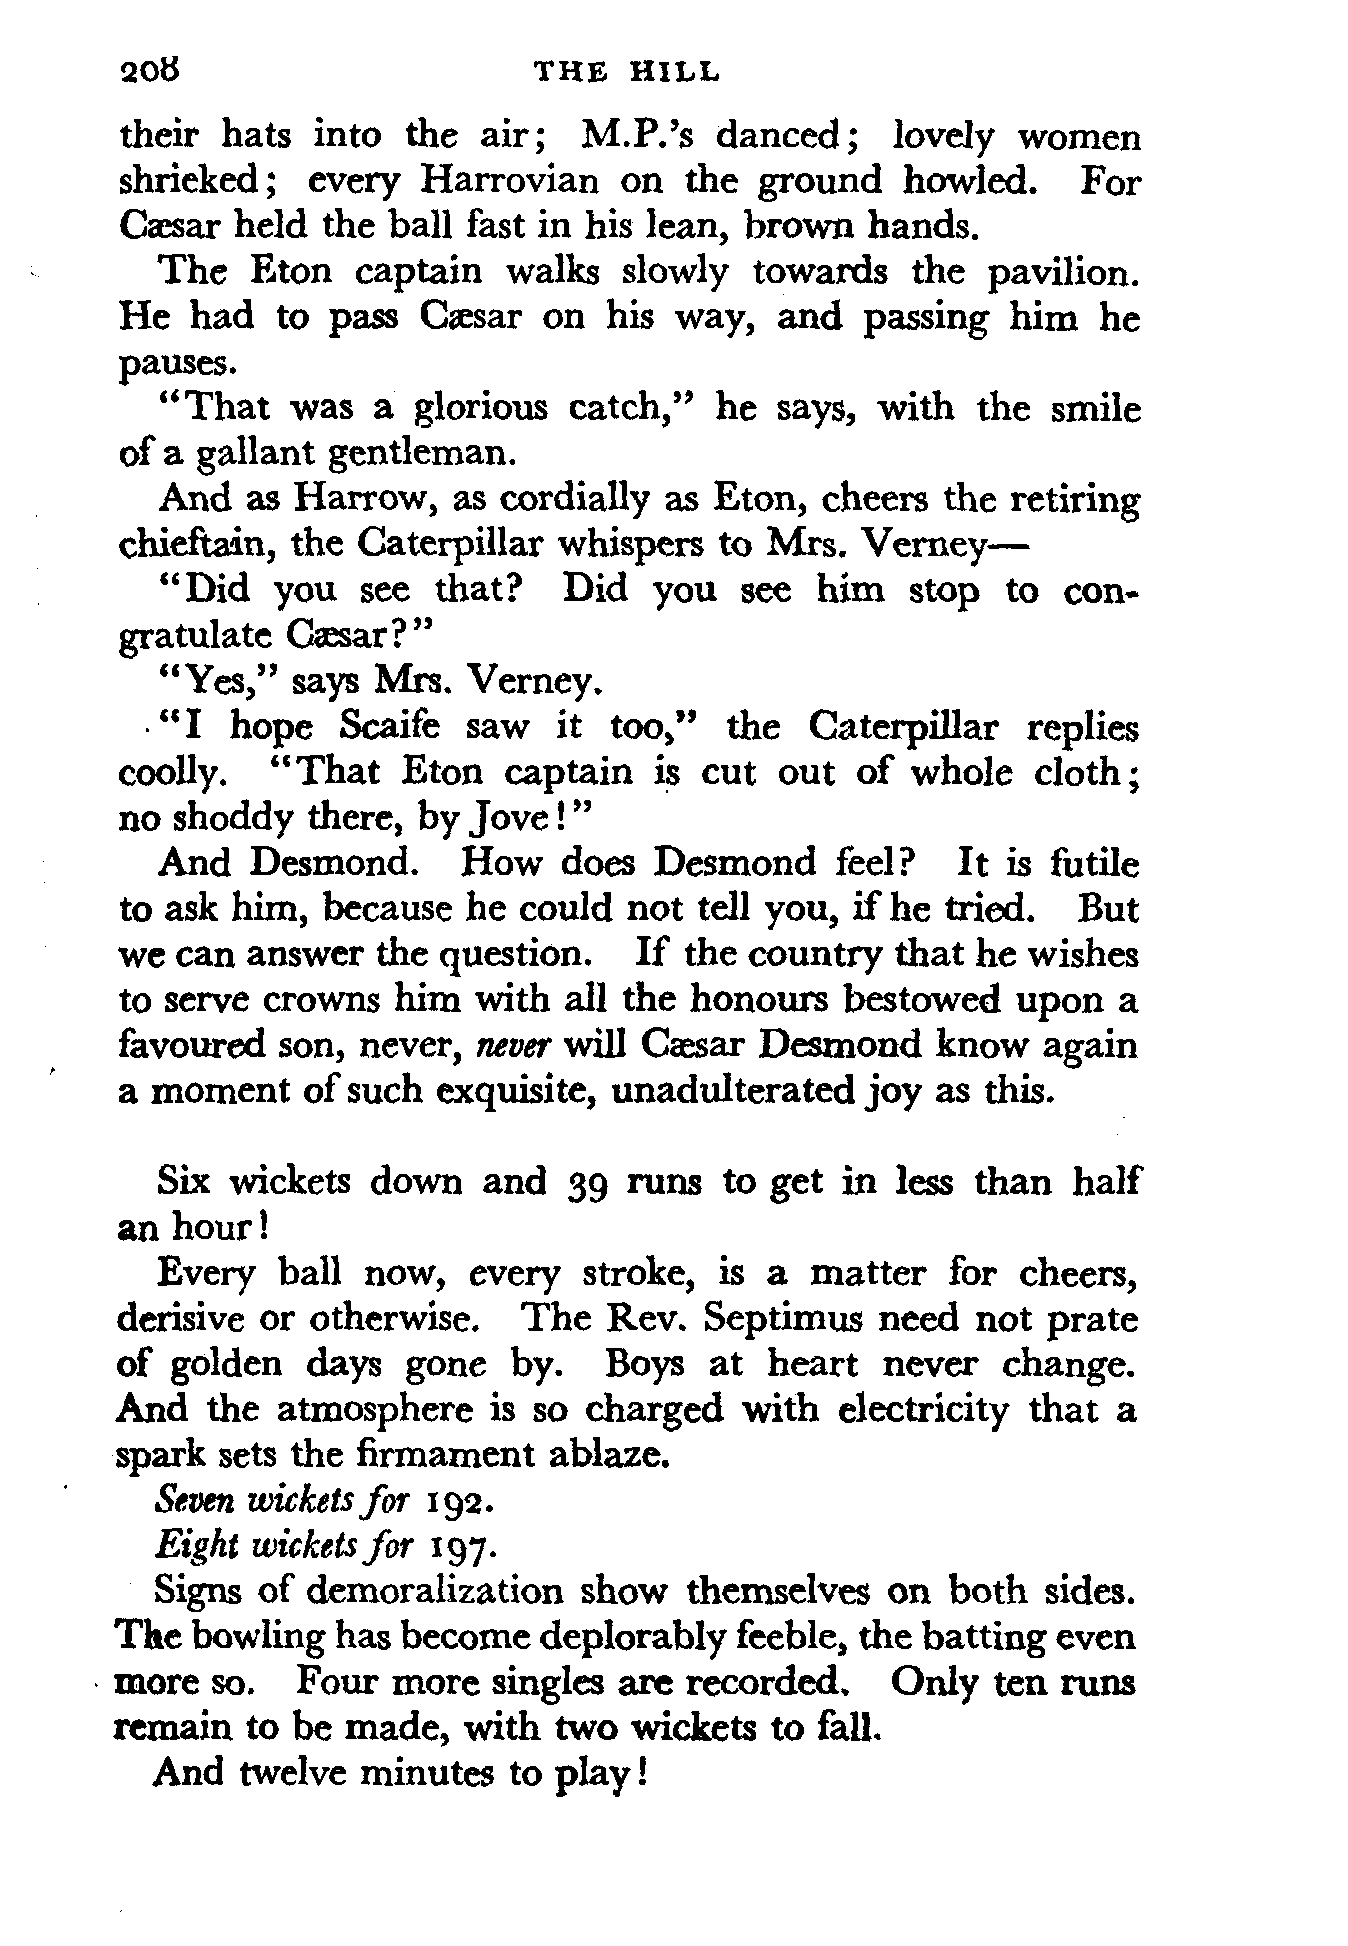 208 THE HILL
their hats into the air; M.P.'s danced; lovely women
shrieked; every Harrovian on the ground howled. For
Cæsar held the ball fast in his lean, brown hands.
The Eton captain walks slowly towards the pavilion.
He had to pass Cæsar on his way, and passing him he
pauses.
"That was a glorious catch," he says, with the smile
of a gallant gentleman.
And as Harrow, as cordially as Eton, cheers the retiring
chieftain, the Caterpillar whispers to Mrs. Verney—
"Did you see that? Did you see him stop to con-
gratulate Cæsar?"
"Yes," says Mrs. Verney.
"I hope Scaife saw it too," the Caterpillar replies
coolly. "That Eton captain is cut out of whole cloth;
no shoddy there, by Jove!"
And Desmond. How does Desmond feel? It is futile
to ask him, because he could not tell you, if he tried. But
we can answer the question. If the country that he wishes
to serve crowns him with all the honours bestowed upon a
favoured son, never, never will Cæsar Desmond know again
a moment of such exquisite, unadulterated joy as this.
Six wickets down and 39 runs to get in less than half
an hour!
Every ball now, every stroke, is a matter for cheers,
derisive or otherwise. The Rev. Septimus need not prate
of golden days gone by. Boys at heart never change.
And the atmosphere is so charged with electricity that a
spark sets the firmament ablaze.
Seven wickets for 192.
Eight wickets for 197.
Signs of demoralization show themselves on both sides.
The bowling has become deplorably feeble, the batting even
more so. Four more singles are recorded. Only ten runs
remain to be made, with two wickets to fall.
And twelve minutes to play!